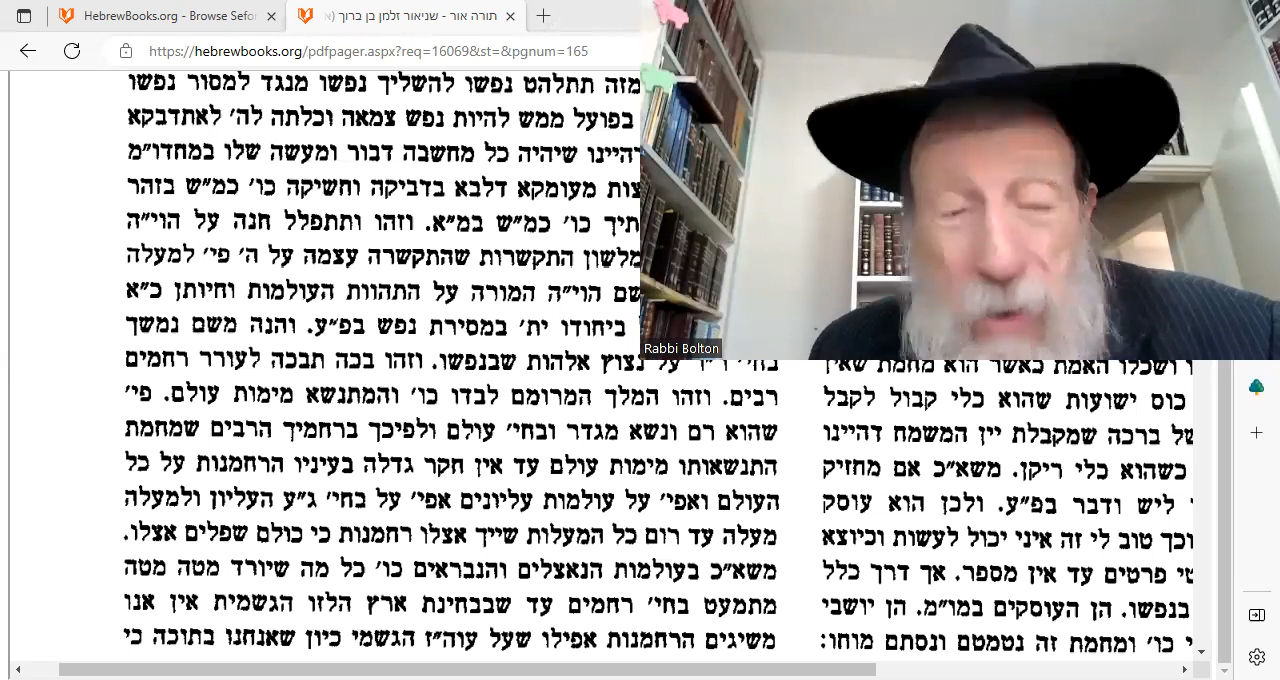 HebrewBooks.org - Browse Sefo
תורה אור - שניאור זלמן בן ברוך (א
https://hebrewbooks.org/pdfpager.aspx?req=16069&st=&pgnum=165
Rabbi Bolton
ושכלו האמת כאשר הוא מחמת שאין
כוס ישועות שהוא כלי קבול לקבל
של ברכה שמקבלת יין המשמח דהיינו
כשהוא כלי ריקן. משא״כ אם מחזיק
ליש ודבר בפ״ע. ולכן הוא עוסק
וכך טוב לי זה איני יכול לעשות וכיוצא
פרטים עד אין מספר. אך דרך כלל
בנפשו. הן העוסקים במו״מ. הן יושבי
כו׳ ומחמת זה נטמטם ונסתם מוחו:
מזה תתלהט נפשו להשליך נפשו מנגד למסור נפשו
בפועל ממש להיות נפש צמאה וכלתה לה׳ לאתדבקא
דהיינו שיהיה כל מחשבה דבור ומעשה שלו במחדו״מ
מעומקא דלבא בדביקה וחשיקה כו׳ כמ״ש בזהר
כו׳ כמ״ש במ״א. וזהו ותתפלל חנה על הוי״ה
מלשון התקשרות שהתקשרה עצמה על ה׳ פי׳ למעלה
שם הוי״ה המורה על התהוות העולמות וחיותן כ״א
ביחודו ית׳ במסירת נפש בפ״ע. והנה משם נמשך
בחי׳ על נצוץ אלהות שבנפשו. וזהו בכה תבכה לעורר רחמים
רבים. וזהו המלך המרומם לבדו כו׳ והמתנשא מימות עולם. פי׳
שהוא רם ונשא מגדר ובחי׳ עולם ולפיכך ברחמיך הרבים שמחמת
התנשאותו מימות עולם עד אין חקר גדלה בעיניו הרחמנות על כל
העולם ואפי׳ על עולמות עליונים אפי׳ על בחי׳ ג״ע העליון ולמעלה
מעלה עד רום כל המעלות שייך אצלו רחמנות כי כולם שפלים אצלו.
משא״כ בעולמות הנאצלים והנבראים כו׳ כל מה שיורד מטה מטה
מתמעט בחי׳ רחמים עד שבבחינת ארץ הלזו הגשמית אין אנו
משיגים הרחמנות אפילו שעל עוה״ז הגשמי כיון שאנחנו בתוכה כי